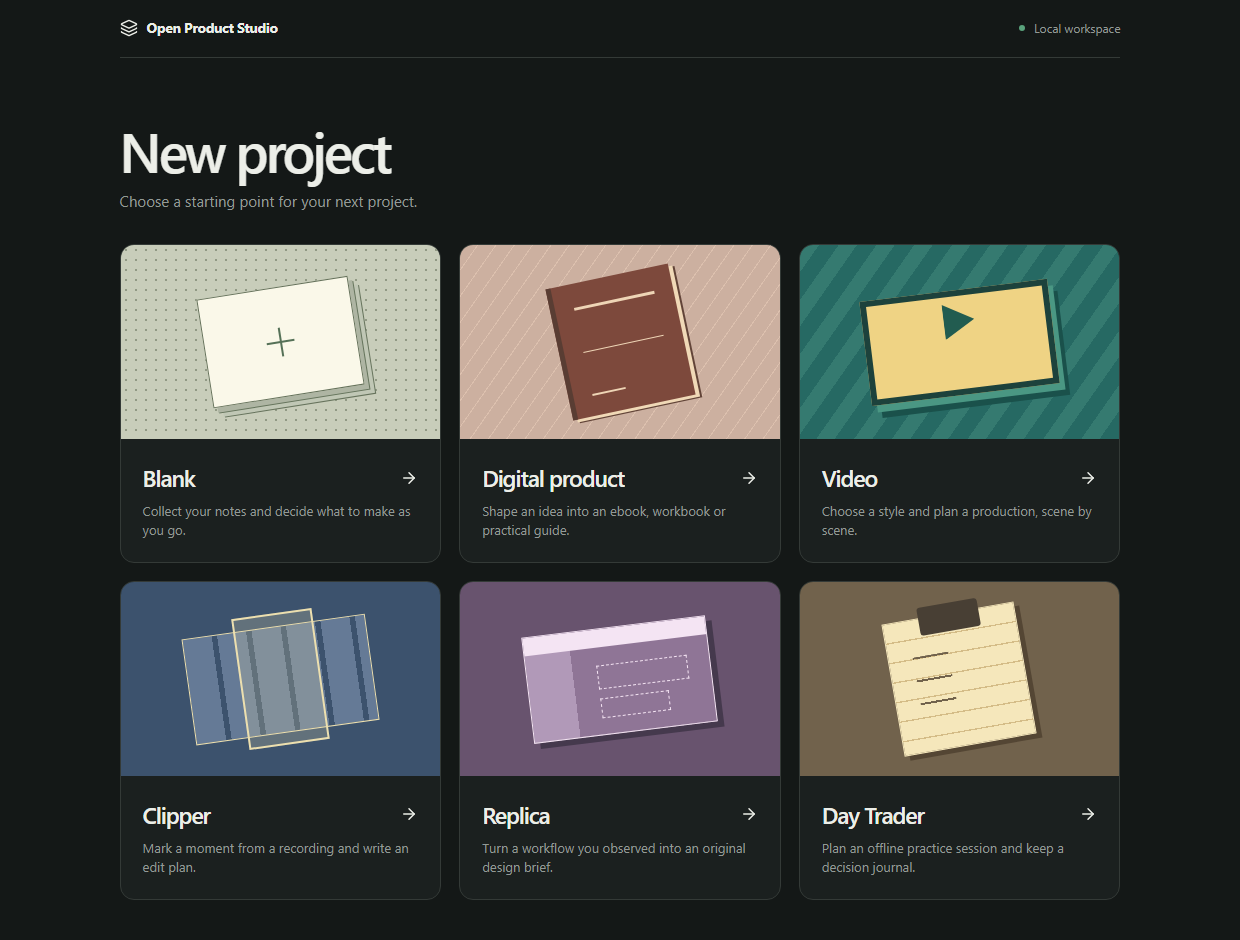 Open Product Studio
Local workspace
New project
Choose a starting point for your next project.
Blank
Collect your notes and decide what to make as
you go.
Digital product
Shape an idea into an ebook, workbook or
practical guide.
Video
Choose a style and plan a production, scene by
scene.
Clipper
Mark a moment from a recording and write an
edit plan.
Replica
Turn a workflow you observed into an original
design brief.
Day Trader
Plan an offline practice session and keep a
decision journal.